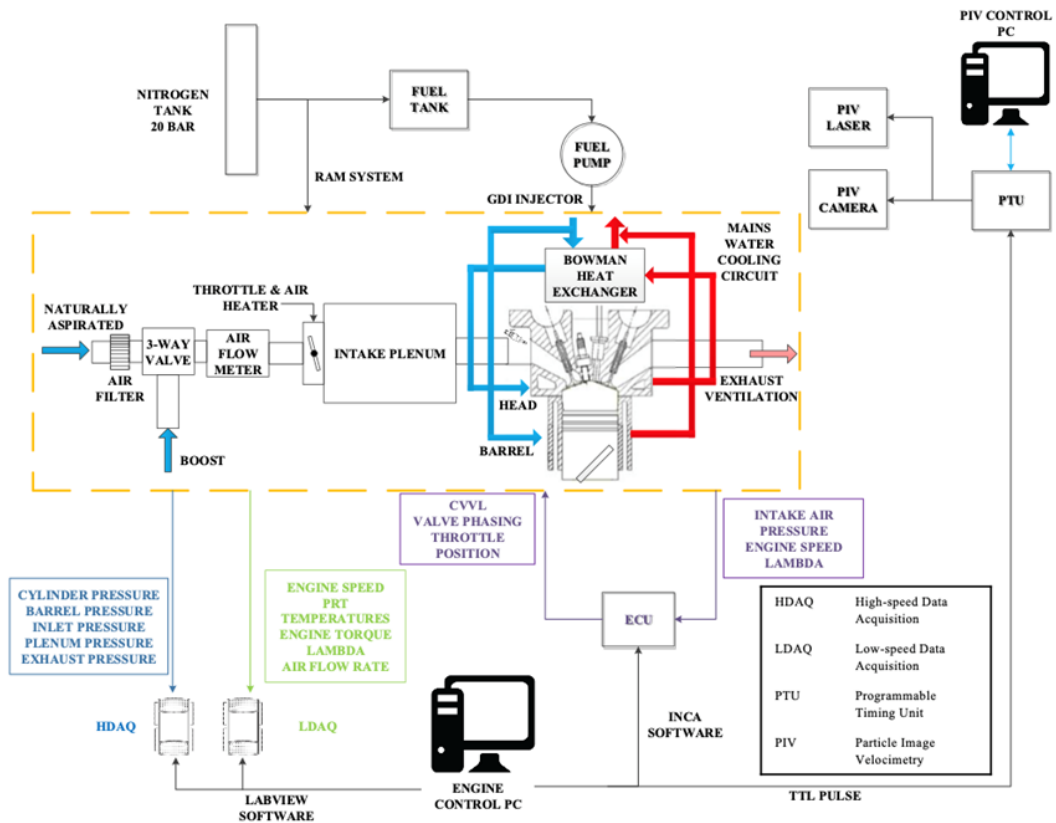 PIV CONTROL
PC
NITROGEN
TANK
20 BAR
FUEL
TANK
PIV
LASER
FUEL
PUMP
RAM SYSTEM
GDI INJECTOR
PIV
CAMERA
PTU
MAINS
WATER
COOLING
CIRCUIT
BOWMAN
HEAT
EXCHANGER
THROTTLE & AIR
HEATER
NATURALLY
ASPIRATED
3-WAY
VALVE
AIR
FLOW
METER
INTAKE PLENUM
AIR
FILTER
EXHAUST
VENTILATION
HEAD
BARREL
BOOST
CVVL
VALVE PHASING
THROTTLE
POSITION
INTAKE AIR
PRESSURE
ENGINE SPEED
LAMBDA
CYLINDER PRESSURE
BARREL PRESSURE
INLET PRESSURE
PLENUM PRESSURE
EXHAUST PRESSURE
ENGINE SPEED
PRT
TEMPERATURES
ENGINE TORQUE
LAMBDA
AIR FLOW RATE
ECU
HDAQ High-speed Data
Acquisition
LDAQ Low-speed Data
Acquisition
PTU Programmable
Timing Unit
PIV Particle Image
Velocimetry
HDAQ
LDAQ
INCA
SOFTWARE
LABVIEW
SOFTWARE
ENGINE
CONTROL PC
TTL PULSE